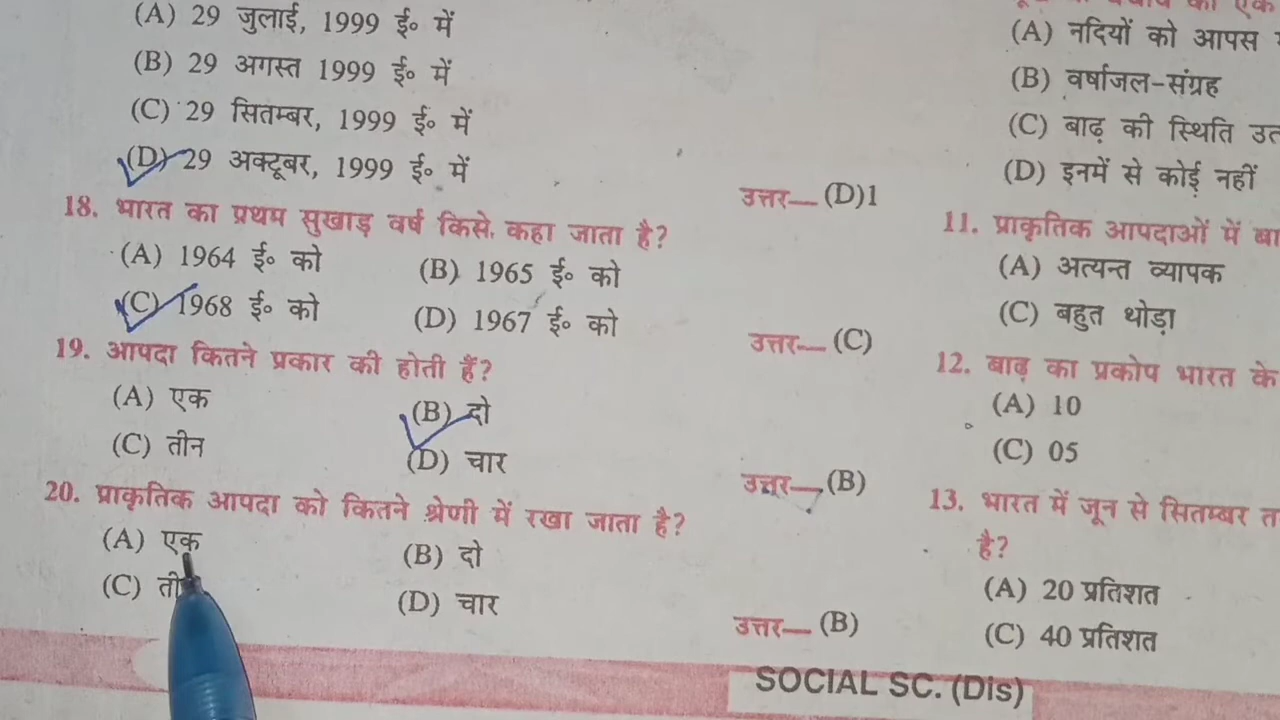 (A) 29 जुलाई, 1999 ई० में
(B) 29 अगस्त 1999 ई० में
(C) 29 सितम्बर, 1999 ई० में
(D) 29 अक्टूबर, 1999 ई० में
उत्तर— (D)1
18. भारत का प्रथम सुखाड़ वर्ष किसे कहा जाता है?
(A) 1964 ई० को
(B) 1965 ई० को
(C) 1968 ई० को
(D) 1967 ई० को
उत्तर— (C)
19. आपदा कितने प्रकार की होती हैं?
(A) एक
(B) दो
(C) तीन
(D) चार
उत्तर— (B)
20. प्राकृतिक आपदा को कितने श्रेणी में रखा जाता है?
(A) एक
(B) दो
(C) ती
(D) चार
उत्तर— (B)
(A) नदियों को आपस
(B) वर्षाजल-संग्रह
(C) बाढ़ की स्थिति
(D) इनमें से कोई नहीं
11. प्राकृतिक आपदाओं में
(A) अत्यन्त व्यापक
(C) बहुत थोड़ा
12. बाढ़ का प्रकोप भारत के
(A) 10
(C) 05
13. भारत में जून से सितम्बर
है?
(A) 20 प्रतिशत
(C) 40 प्रतिशत
SOCIAL SC. (Dis)